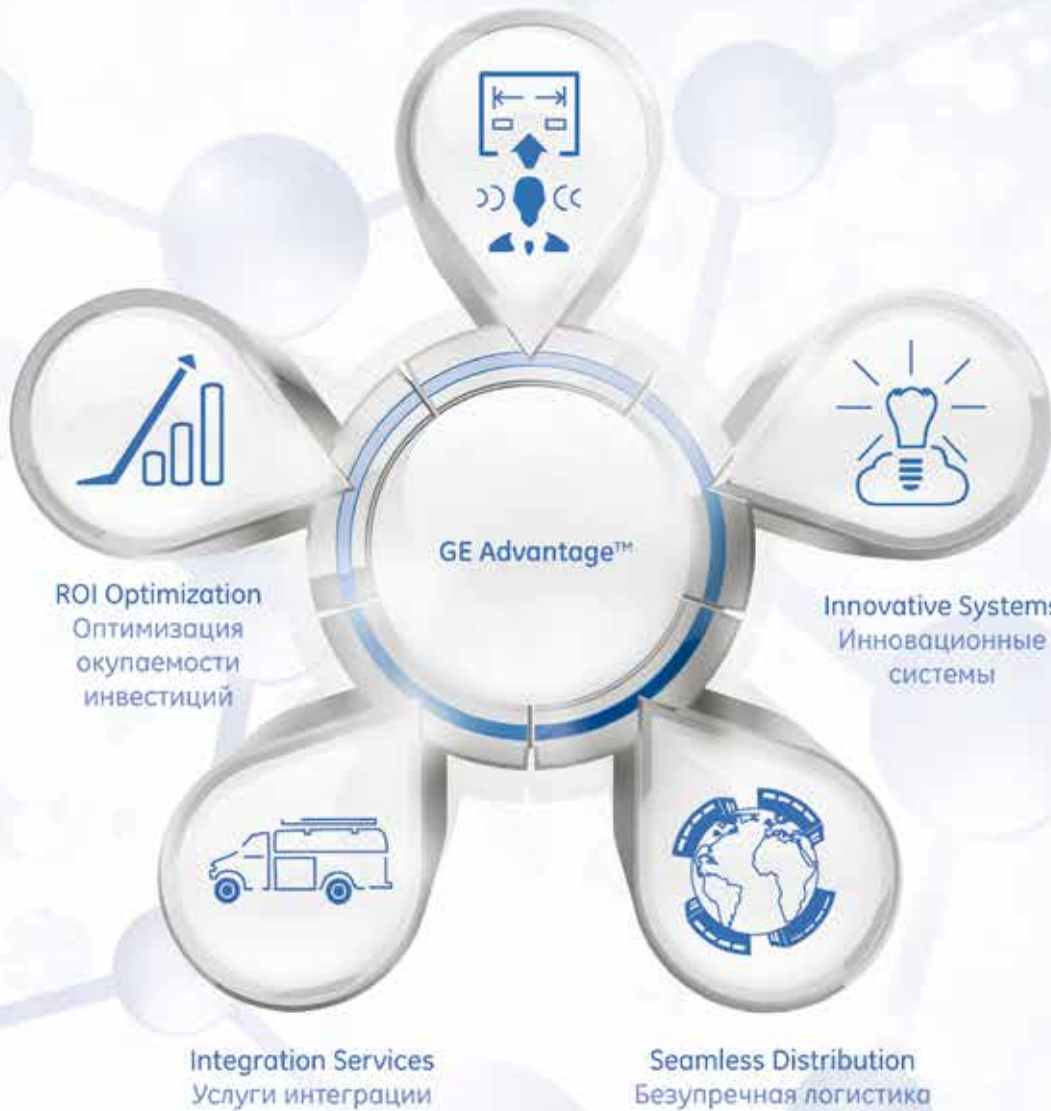 GE Advantage™
ROI Optimization
Оптимизация
окупаемости
инвестиций
Innovative Systems
Инновационные
системы
Integration Services
Услуги интеграции
Seamless Distribution
Безупречная логистика